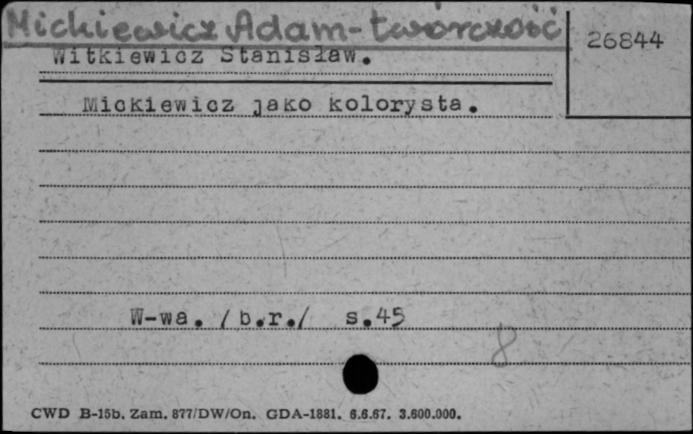 Mickiewicz Adam-twórczość
26844
Witkiewicz Stanisław.
Mickiewicz jako kolorysta.
W-wa. /b.r./ s.45
8
CWD B-15b. Zam. 877/DW/On. GDA-1881. 6.6.67. 3.600.000.